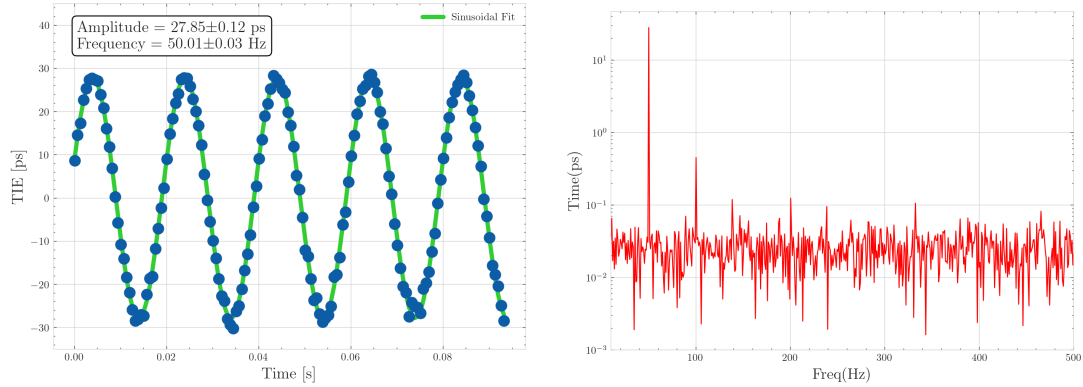 Amplitude = 27.85±0.12 ps
Frequency = 50.01±0.03 Hz
Sinusoidal Fit
TIE [ps]
40
30
20
10
0
-10
-20
-30
0.00 0.02 0.04 0.06 0.08
Time [s]
Time(ps)
10¹
10⁰
10⁻¹
10⁻²
10⁻³
100 200 300 400 500
Freq(Hz)